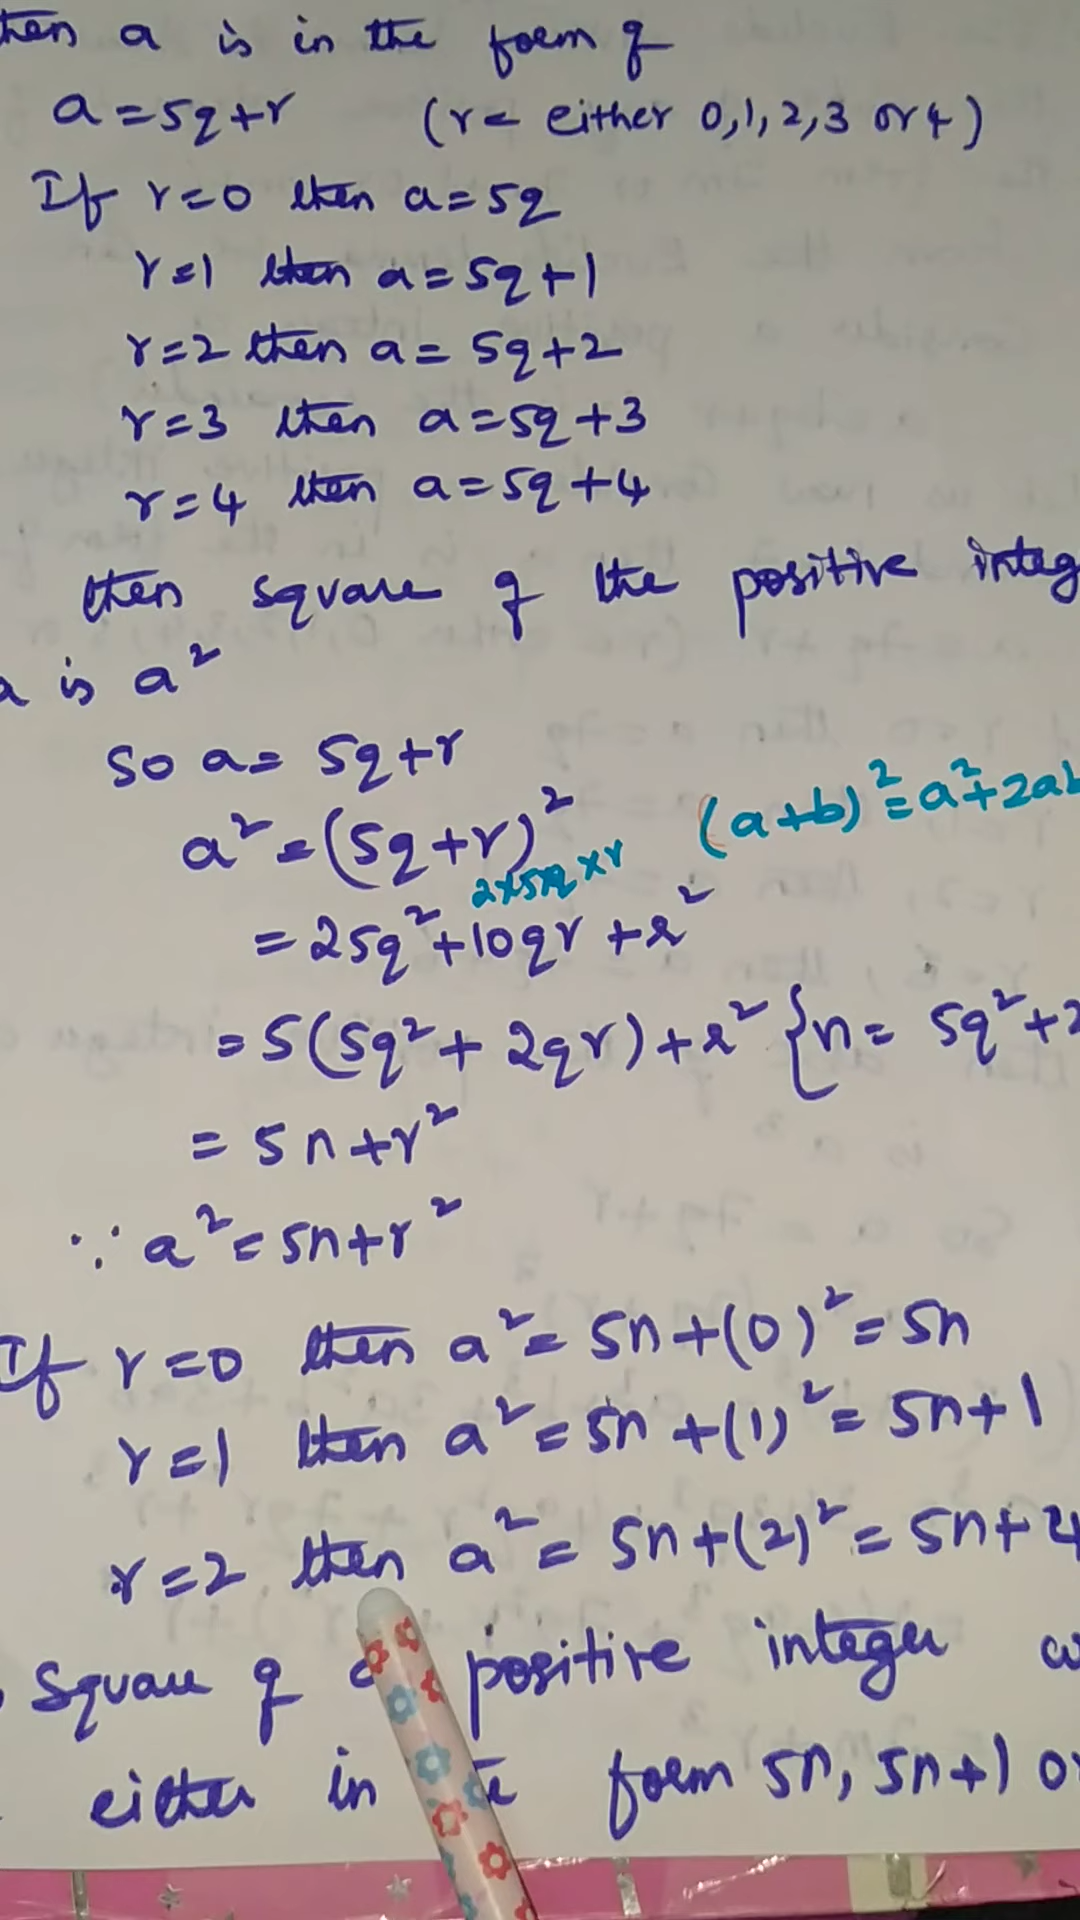 then a is in the form of
a = 5q + r (r = either 0, 1, 2, 3 or 4)
If r = 0 then a = 5q
r = 1 then a = 5q + 1
r = 2 then a = 5q + 2
r = 3 then a = 5q + 3
r = 4 then a = 5q + 4
then square of the positive integ
a is a²
So a = 5q + r
a² = (5q + r)² (a + b)² = a² + 2ab
2 × 5q × r
= 25q² + 10qr + r²
= 5(5q² + 2qr) + r² {n = 5q² + 2
= 5n + r²
∵ a² = 5n + r²
If r = 0 then a² = 5n + (0)² = 5n
r = 1 then a² = 5n + (1)² = 5n + 1
r = 2 then a² = 5n + (2)² = 5n + 4
Square of positive integer
either in form 5n, 5n + 1 or